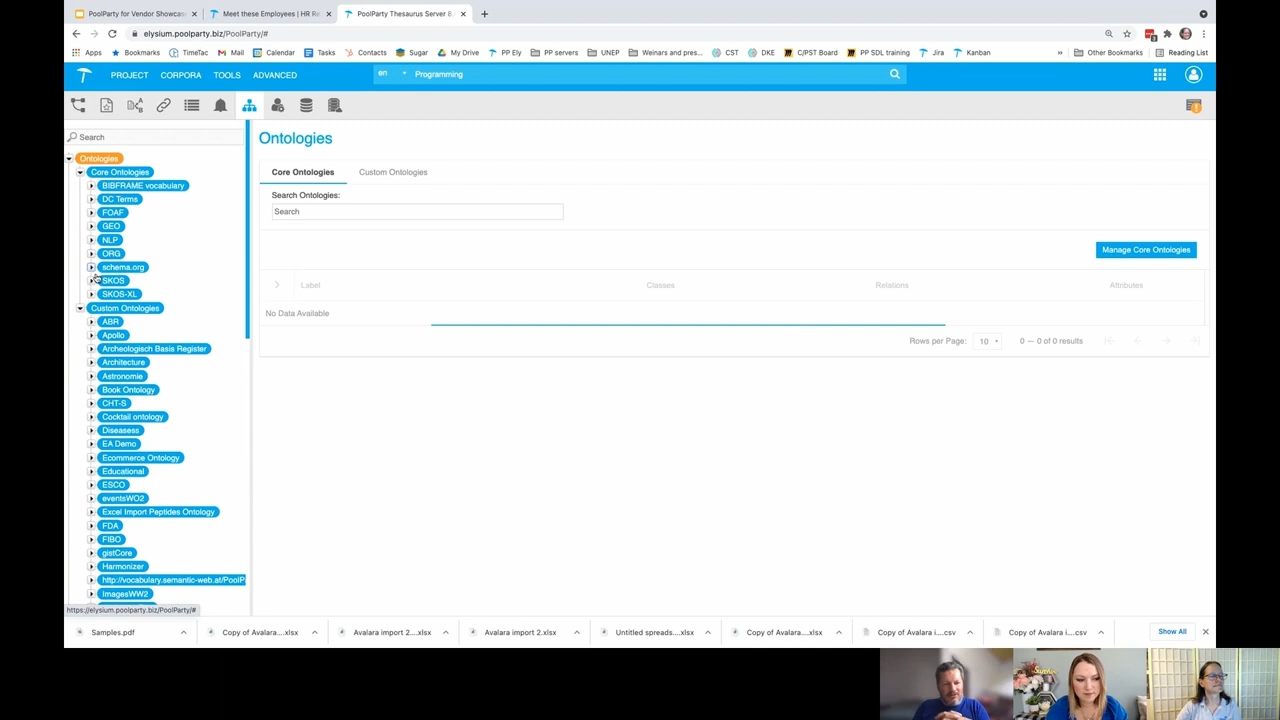 PoolParty for Vendor Showcas
Meet these Employees | HR Re
PoolParty Thesaurus Server B
elysium.poolparty.biz/PoolParty/#
Apps
Bookmarks
TimeTac
Mail
Calendar
Tasks
Contacts
Sugar
My Drive
PP Ely
PP servers
UNEP
Weinars and pres...
CST
DKE
C/PST Board
PP SDL training
Jira
Kanban
»
Other Bookmarks
Reading List
PROJECT
CORPORA
TOOLS
ADVANCED
en
Programming
Search
Ontologies
Core Ontologies
BIBFRAME vocabulary
DC Terms
FOAF
GEO
NLP
ORG
schema.org
SKOS
SKOS-XL
Custom Ontologies
ABR
Apollo
Archeologisch Basis Register
Architecture
Astronomie
Book Ontology
CHT-S
Cocktail ontology
Diseasess
EA Demo
Ecommerce Ontology
Educational
ESCO
eventsWO2
Excel Import Peptides Ontology
FDA
FIBO
gistCore
Harmonizer
http://vocabulary.semantic-web.at/PoolP
ImagesWW2
https://elysium.poolparty.biz/PoolParty/#
Ontologies
Core Ontologies
Custom Ontologies
Search Ontologies:
Search
Manage Core Ontologies
Label
Classes
Relations
Attributes
No Data Available
Rows per Page:
10
0 — 0 of 0 results
Samples.pdf
Copy of Avalara....xlsx
Avalara import 2....xlsx
Avalara import 2.xlsx
Untitled spreads....xlsx
Copy of Avalara....xlsx
Copy of Avalara i....csv
Copy of Avalara i....csv
Show All